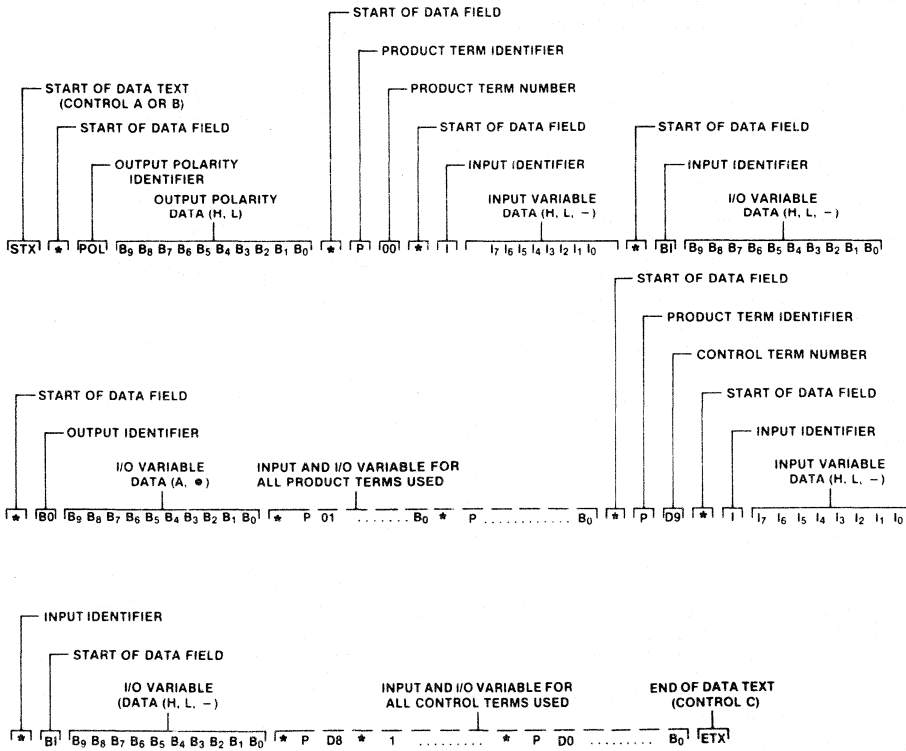 START OF DATA FIELD
PRODUCT TERM IDENTIFIER
START OF DATA TEXT
(CONTROL A OR B)
PRODUCT TERM NUMBER
START OF DATA FIELD
START OF DATA FIELD
START OF DATA FIELD
OUTPUT POLARITY
IDENTIFIER
INPUT IDENTIFIER
INPUT IDENTIFIER
OUTPUT POLARITY
DATA (H, L)
INPUT VARIABLE
DATA (H, L, −)
I/O VARIABLE
DATA (H, L, −)
STX * POL B9 B8 B7 B6 B5 B4 B3 B2 B1 B0 * P 00 * I I7 I6 I5 I4 I3 I2 I1 I0 * BI B9 B8 B7 B6 B5 B4 B3 B2 B1 B0
START OF DATA FIELD
PRODUCT TERM IDENTIFIER
CONTROL TERM NUMBER
START OF DATA FIELD
START OF DATA FIELD
OUTPUT IDENTIFIER
INPUT IDENTIFIER
I/O VARIABLE
DATA (A, ●)
INPUT AND I/O VARIABLE FOR
ALL PRODUCT TERMS USED
INPUT VARIABLE
DATA (H, L, −)
* B0 B9 B8 B7 B6 B5 B4 B3 B2 B1 B0 * P 01 ....... B0 * P ............ B0 * P D9 * I I7 I6 I5 I4 I3 I2 I1 I0
INPUT IDENTIFIER
START OF DATA FIELD
I/O VARIABLE
(DATA (H, L, −)
INPUT AND I/O VARIABLE FOR
ALL CONTROL TERMS USED
END OF DATA TEXT
(CONTROL C)
* BI B9 B8 B7 B6 B5 B4 B3 B2 B1 B0 * P D8 * 1 ......... * P D0 ......... B0 ETX